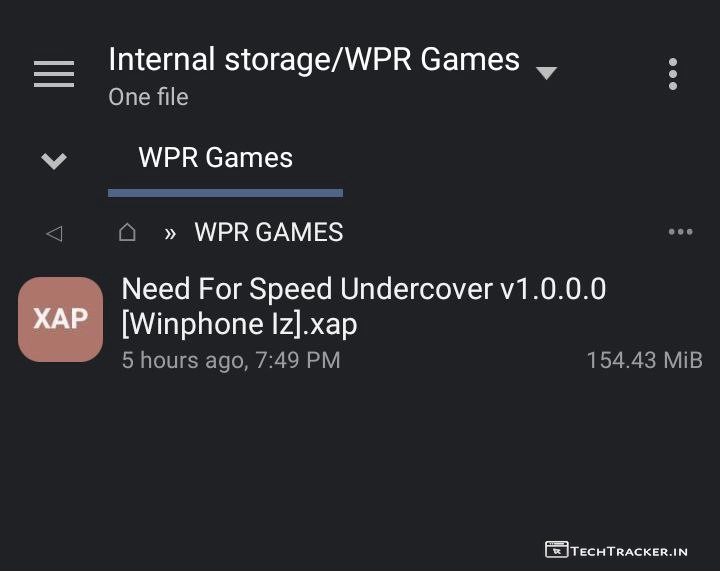 Internal storage/WPR Games
One file
WPR Games
» WPR GAMES
XAP
Need For Speed Undercover v1.0.0.0
[Winphone Iz].xap
5 hours ago, 7:49 PM 154.43 MiB
TECHTRACKER.IN